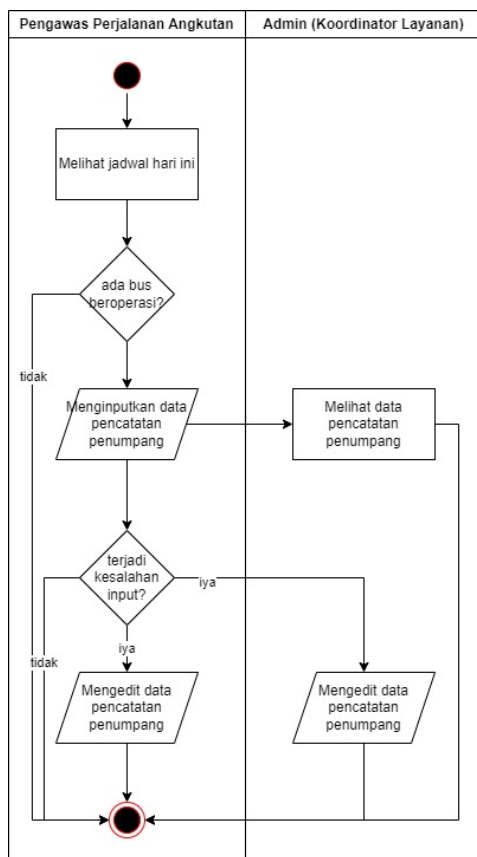 Pengawas Perjalanan Angkutan
Admin (Koordinator Layanan)
Melihat jadwal hari ini
ada bus
beroperasi?
tidak
Menginputkan data
pencatatan
penumpang
Melihat data
pencatatan
penumpang
terjadi
kesalahan
input?
iya
iya
tidak
Mengedit data
pencatatan
penumpang
Mengedit data
pencatatan
penumpang